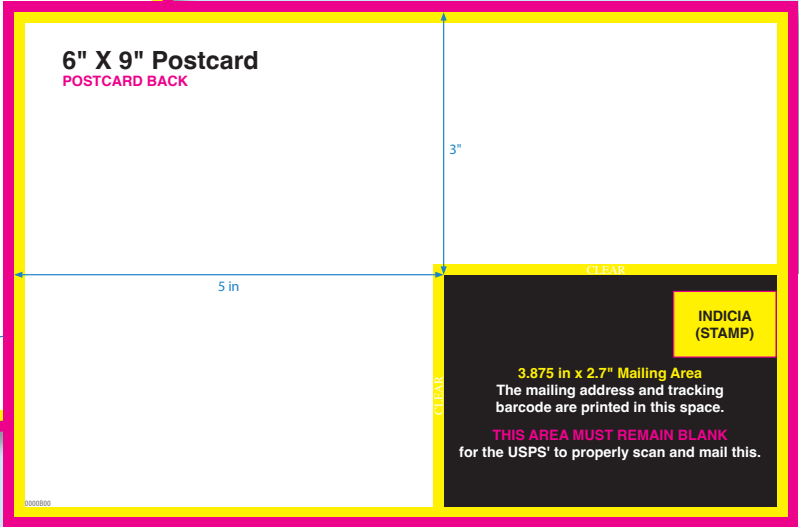 6" X 9" Postcard
POSTCARD BACK
3"
5 in
CLEAR
INDICIA
(STAMP)
CLEAR
3.875 in x 2.7" Mailing Area
The mailing address and tracking
barcode are printed in this space.
THIS AREA MUST REMAIN BLANK
for the USPS' to properly scan and mail this.
0000800